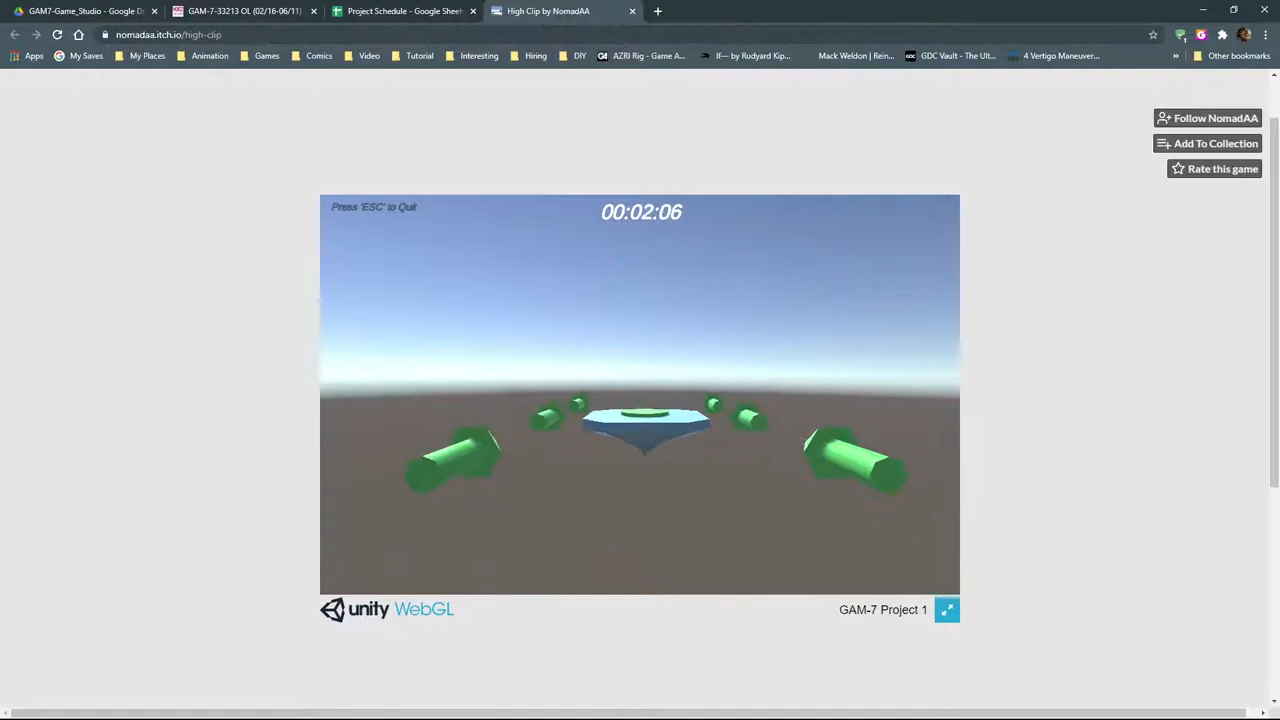 GAM7-Game_Studio - Google D
GAM-7-33213 OL (02/16-06/11)
Project Schedule - Google Sheet
High Clip by NomadAA
nomadaa.itch.io/high-clip
Apps
My Saves
My Places
Animation
Games
Comics
Video
Tutorial
Interesting
Hiring
DIY
AZRI Rig - Game A...
If— by Rudyard Kip...
Mack Weldon | Rein...
GDC Vault - The Ult...
4 Vertigo Maneuver...
»
Other bookmarks
Follow NomadAA
Add To Collection
Rate this game
Press 'ESC' to Quit
00:02:06
unity WebGL
GAM-7 Project 1